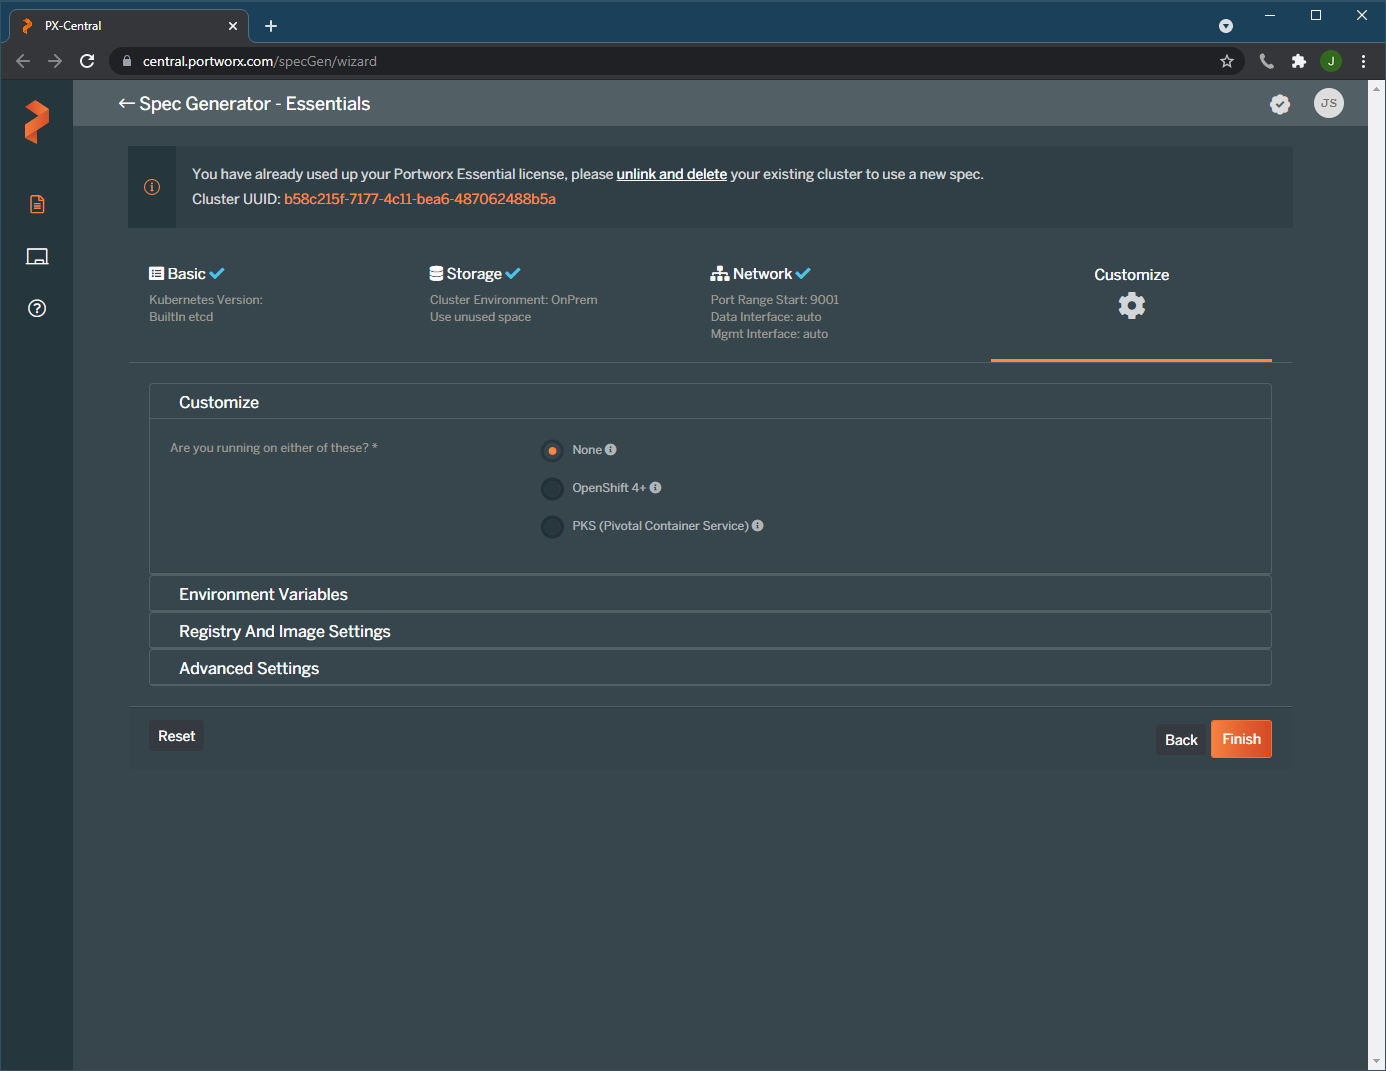 PX-Central
central.portworx.com/specGen/wizard
J
Spec Generator - Essentials
JS
You have already used up your Portworx Essential license, please unlink and delete your existing cluster to use a new spec.
Cluster UUID: b58c215f-7177-4c11-bea6-487062488b5a
Basic
Kubernetes Version:
BuiltIn etcd
Storage
Cluster Environment: OnPrem
Use unused space
Network
Port Range Start: 9001
Data Interface: auto
Mgmt Interface: auto
Customize
Customize
Are you running on either of these? *
None
OpenShift 4+
PKS (Pivotal Container Service)
Environment Variables
Registry And Image Settings
Advanced Settings
Reset
Back
Finish